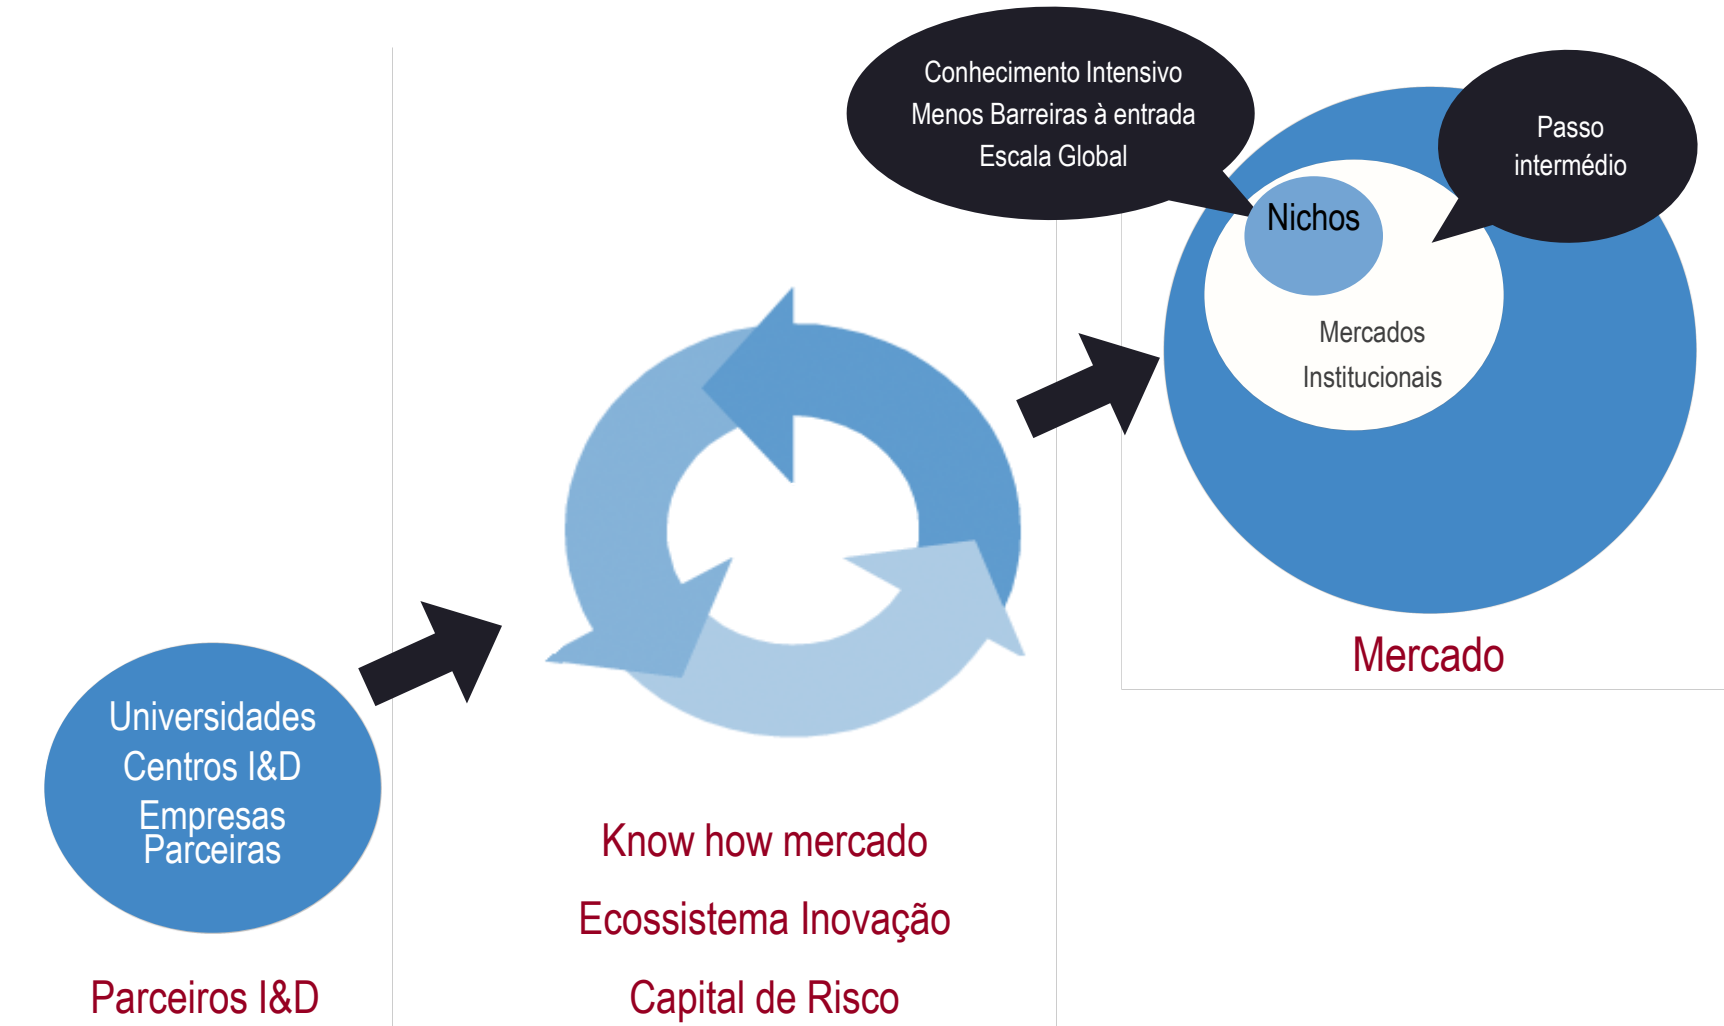 Conhecimento Intensivo
Menos Barreiras à entrada
Escala Global
Passo
intermédio
Nichos
Mercados
Institucionais
Mercado
Universidades
Centros I&D
Empresas
Parceiras
Parceiros I&D
Know how mercado
Ecossistema Inovação
Capital de Risco